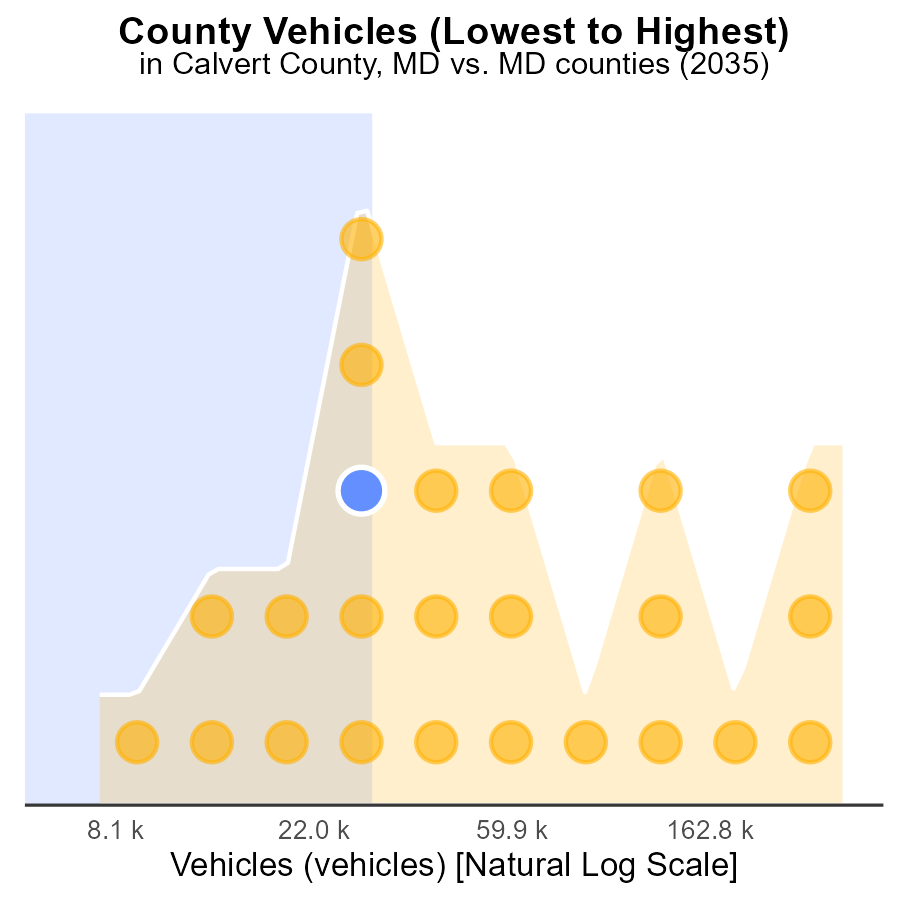 County Vehicles (Lowest to Highest)
in Calvert County, MD vs. MD counties (2035)
8.1 k 22.0 k 59.9 k 162.8 k
Vehicles (vehicles) [Natural Log Scale]